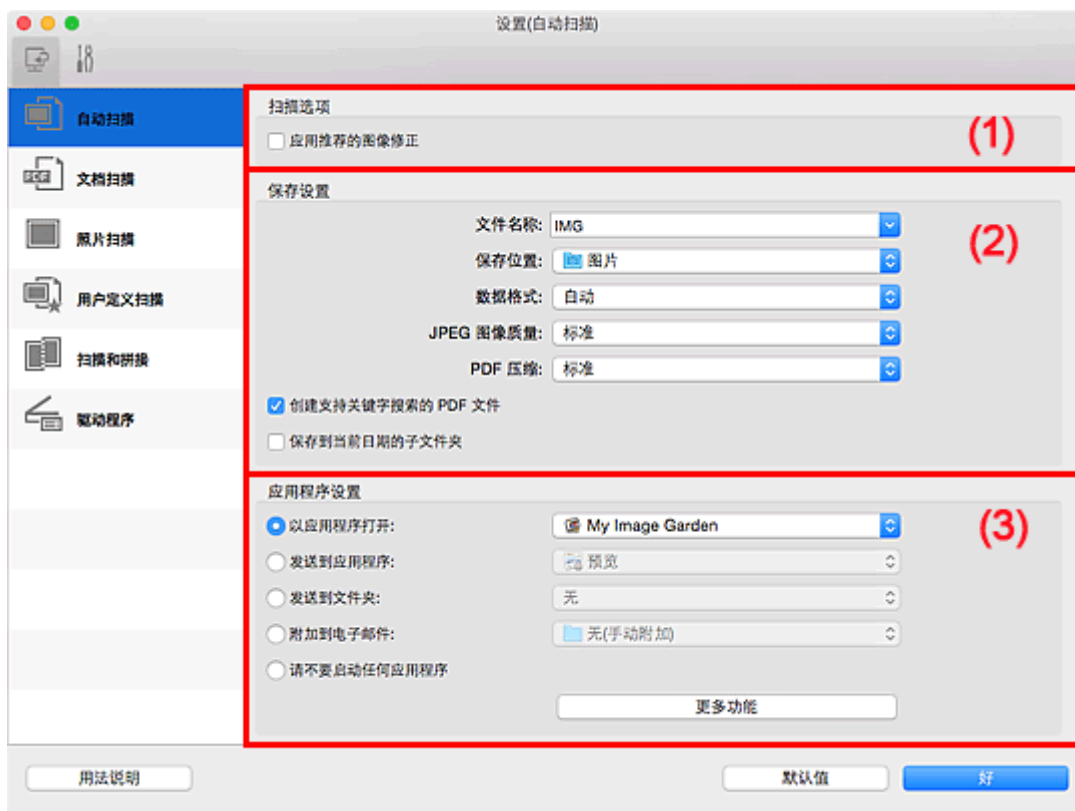 设置(自动扫描)
自动扫描
文档扫描
照片扫描
用户定义扫描
扫描和拼接
驱动程序
扫描选项
应用推荐的图像修正
(1)
保存设置
文件名称: IMG
保存位置: 图片
数据格式: 自动
JPEG 图像质量: 标准
PDF 压缩: 标准
创建支持关键字搜索的 PDF 文件
保存到当前日期的子文件夹
(2)
应用程序设置
以应用程序打开: My Image Garden
发送到应用程序: 预览
发送到文件夹: 无
附加到电子邮件: 无(手动附加)
请不要启动任何应用程序
更多功能
(3)
用法说明 默认值 好